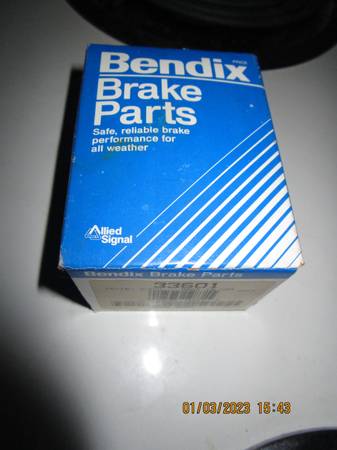 Bendix
PRICE
Brake
Parts
Safe, reliable brake
performance for
all weather
Allied
Signal
Bendix Brake Parts
33601
01/03/2023 15:43